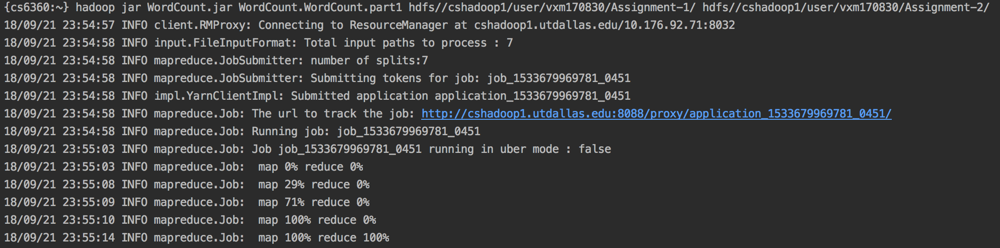 {cs6360:~} hadoop jar WordCount.jar WordCount.WordCount.part1 hdfs//cshadoop1/user/vxm170830/Assignment-1/ hdfs//cshadoop1/user/vxm170830/Assignment-2/
18/09/21 23:54:57 INFO client.RMProxy: Connecting to ResourceManager at cshadoop1.utdallas.edu/10.176.92.71:8032
18/09/21 23:54:58 INFO input.FileInputFormat: Total input paths to process : 7
18/09/21 23:54:58 INFO mapreduce.JobSubmitter: number of splits:7
18/09/21 23:54:58 INFO mapreduce.JobSubmitter: Submitting tokens for job: job_1533679969781_0451
18/09/21 23:54:58 INFO impl.YarnClientImpl: Submitted application application_1533679969781_0451
18/09/21 23:54:58 INFO mapreduce.Job: The url to track the job: http://cshadoop1.utdallas.edu:8088/proxy/application_1533679969781_0451/
18/09/21 23:54:58 INFO mapreduce.Job: Running job: job_1533679969781_0451
18/09/21 23:55:03 INFO mapreduce.Job: Job job_1533679969781_0451 running in uber mode : false
18/09/21 23:55:03 INFO mapreduce.Job:  map 0% reduce 0%
18/09/21 23:55:08 INFO mapreduce.Job:  map 29% reduce 0%
18/09/21 23:55:09 INFO mapreduce.Job:  map 71% reduce 0%
18/09/21 23:55:10 INFO mapreduce.Job:  map 100% reduce 0%
18/09/21 23:55:14 INFO mapreduce.Job:  map 100% reduce 100%